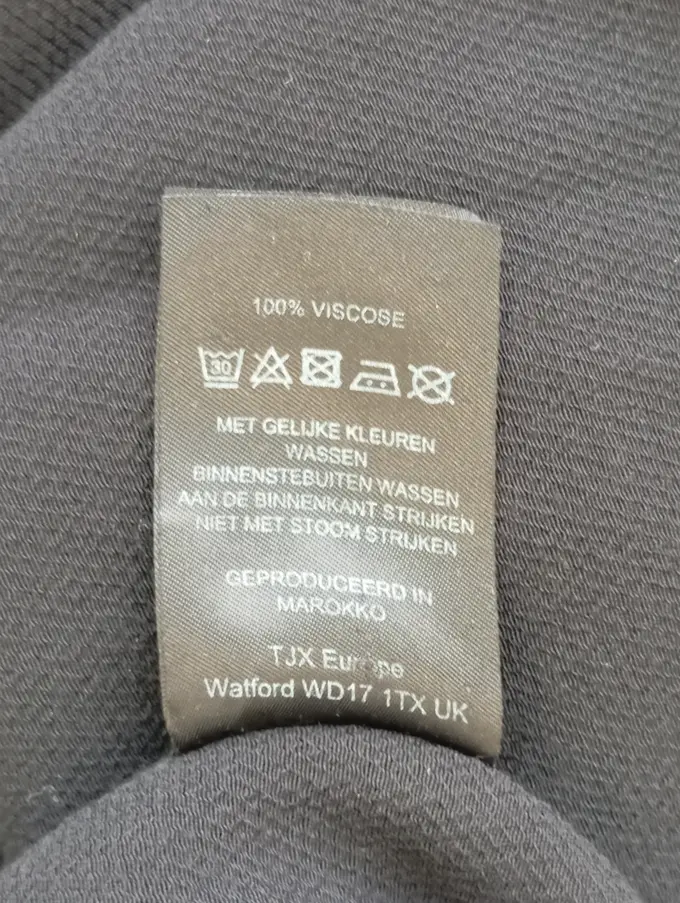 100% VISCOSE
30
MET GELIJKE KLEUREN
WASSEN
BINNENSTEBUITEN WASSEN
AAN DE BINNENKANT STRIJKEN
NIET MET STOOM STRIJKEN
GEPRODUCEERD IN
MAROKKO
TJX Europe
Watford WD17 1TX UK